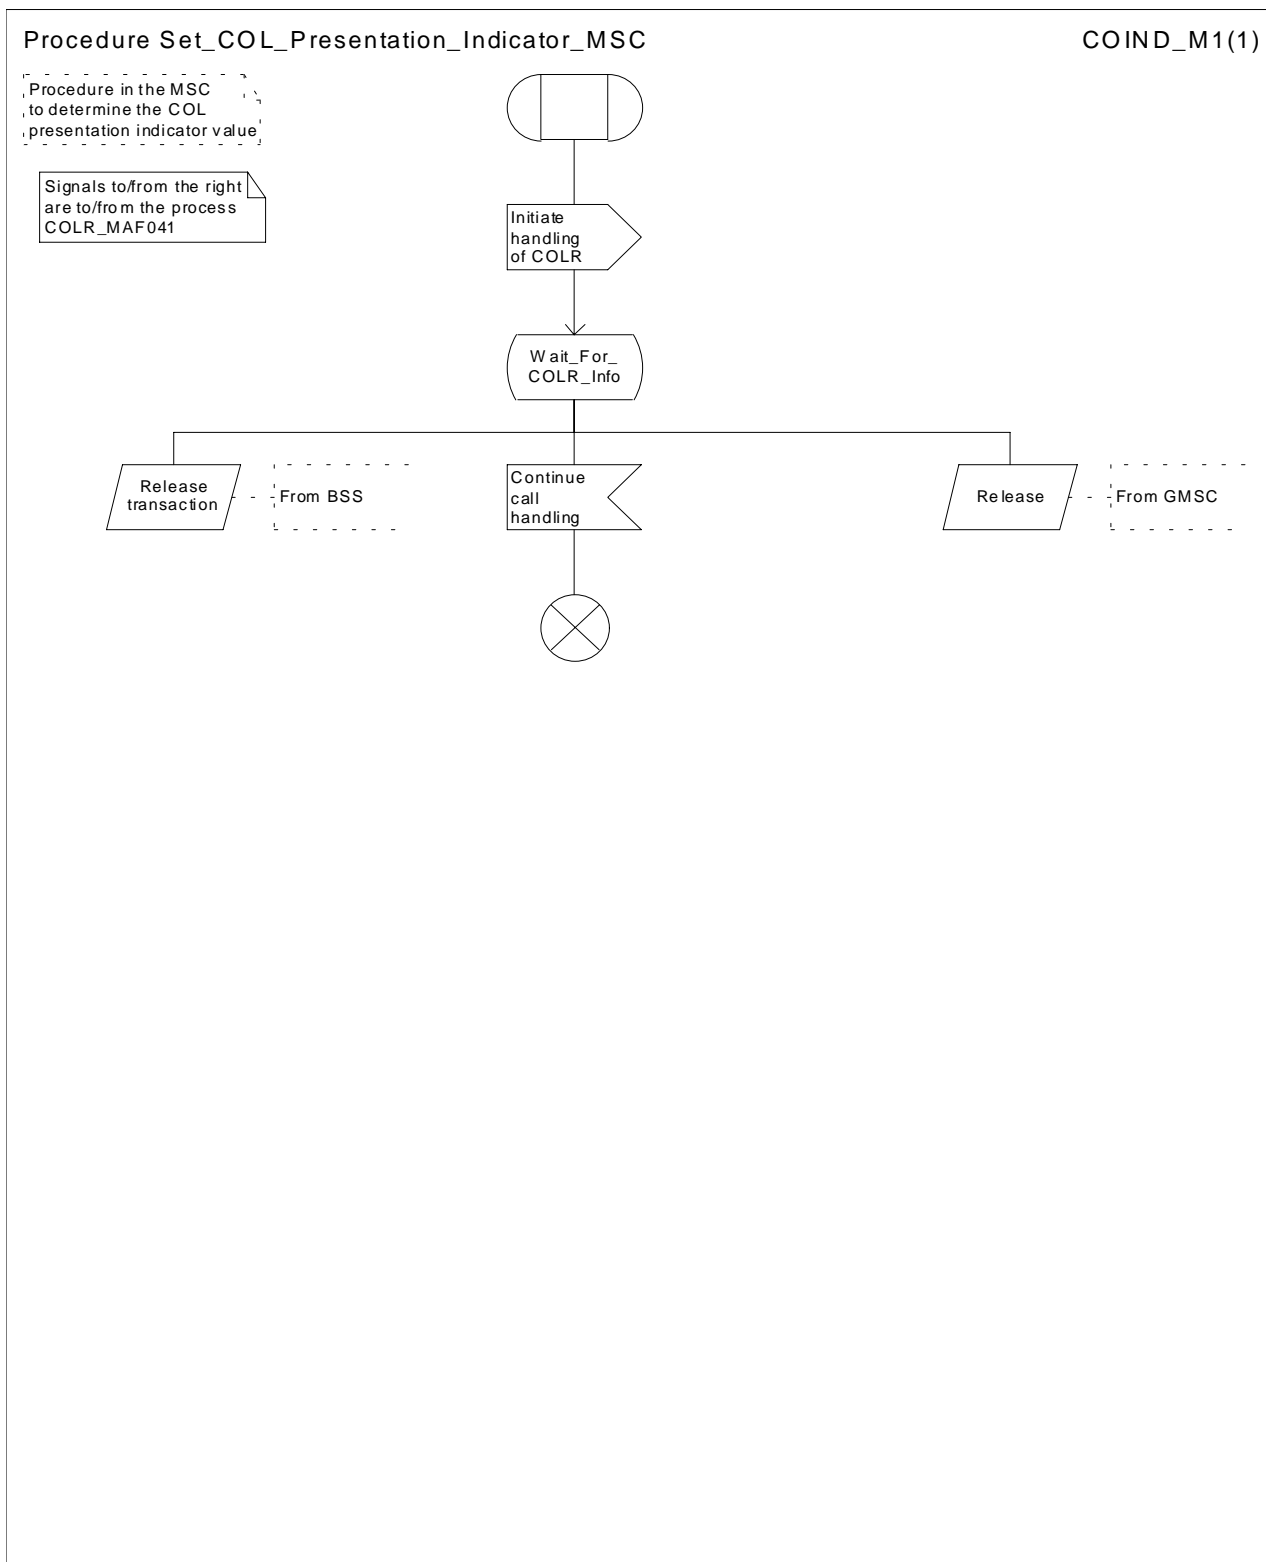 Procedure Set_COL_Presentation_Indicator_MSC
COIND_M1(1)
Procedure in the MSC
to determine the COL
presentation indicator value
Signals to/from the right
are to/from the process
COLR_MAF041
Initiate
handling
of COLR
Wait_For_
COLR_Info
Release
transaction
From BSS
Continue
call
handling
Release
From GMSC